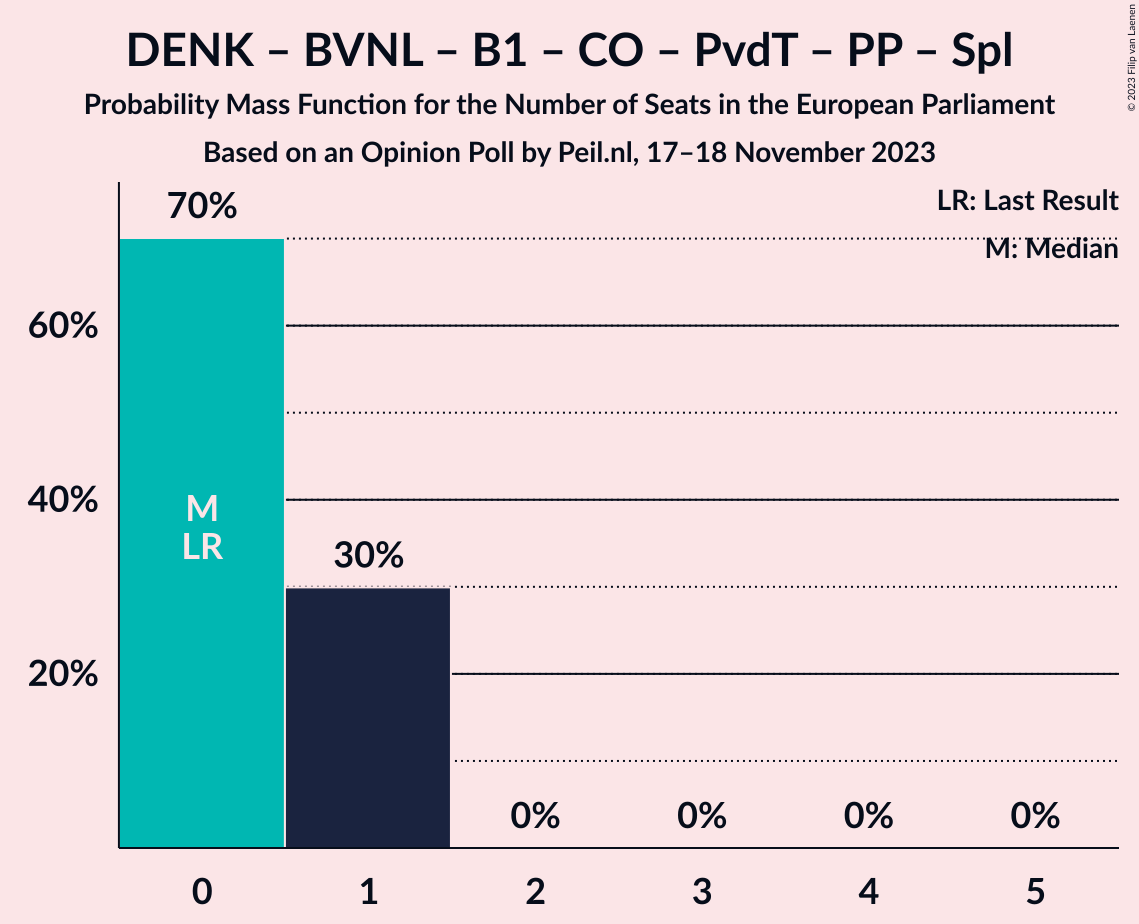 DENK – BVNL – B1 – CO – PvdT – PP – Spl
Probability Mass Function for the Number of Seats in the European Parliament
Based on an Opinion Poll by Peil.nl, 17–18 November 2023
© 2023 Filip van Laenen
LR: Last Result
M: Median
70%
60%
40%
20%
M
LR
30%
0%
0%
0%
0%
0
1
2
3
4
5